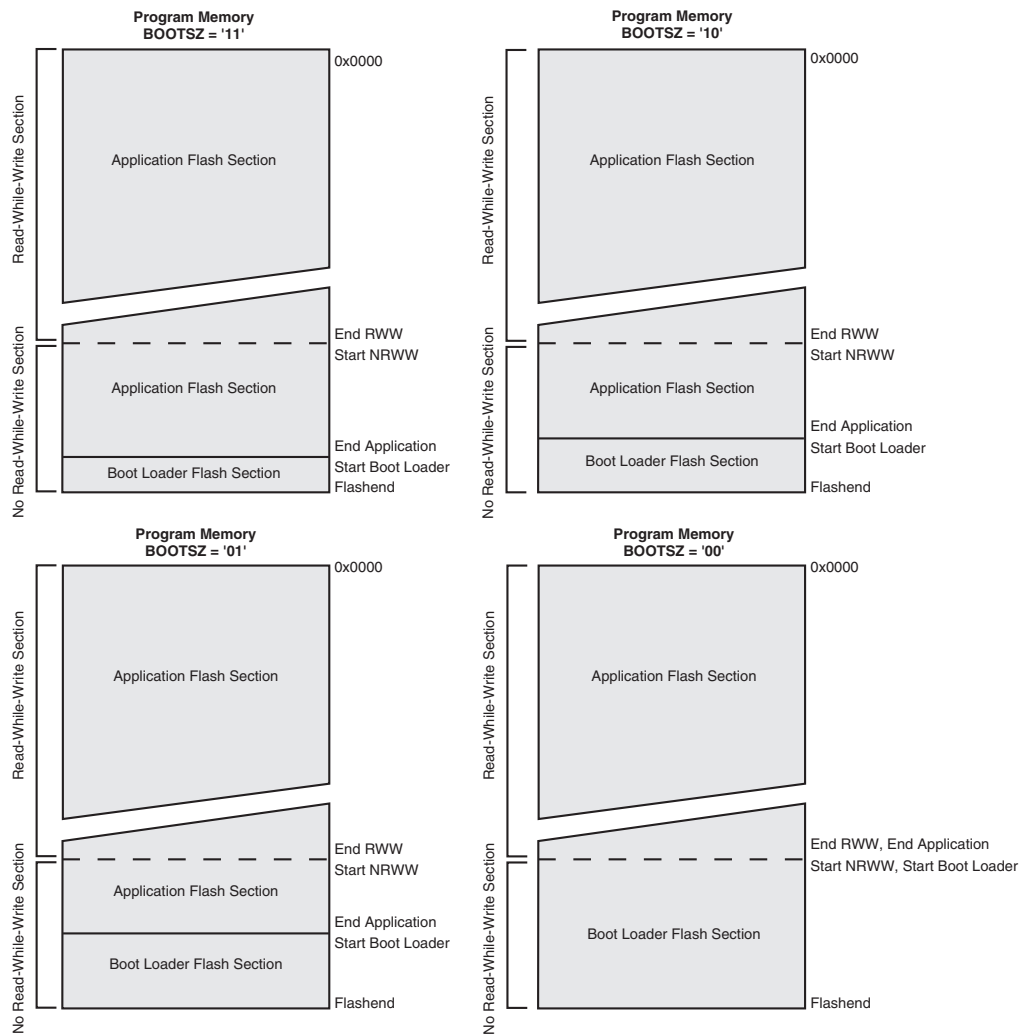 Program Memory
BOOTSZ = '11'
0x0000
Read-While-Write Section
Application Flash Section
End RWW
Start NRWW
No Read-While-Write Section
Application Flash Section
End Application
Start Boot Loader
Boot Loader Flash Section
Flashend
Program Memory
BOOTSZ = '10'
0x0000
Read-While-Write Section
Application Flash Section
End RWW
Start NRWW
No Read-While-Write Section
Application Flash Section
End Application
Start Boot Loader
Boot Loader Flash Section
Flashend
Program Memory
BOOTSZ = '01'
0x0000
Read-While-Write Section
Application Flash Section
End RWW
Start NRWW
No Read-While-Write Section
Application Flash Section
End Application
Start Boot Loader
Boot Loader Flash Section
Flashend
Program Memory
BOOTSZ = '00'
0x0000
Read-While-Write Section
Application Flash Section
End RWW, End Application
Start NRWW, Start Boot Loader
No Read-While-Write Section
Boot Loader Flash Section
Flashend